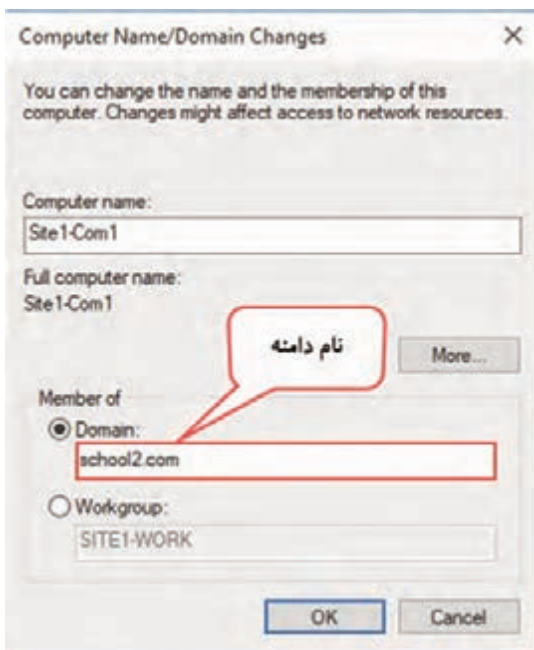 Computer Name/Domain Changes
You can change the name and the membership of this
computer. Changes might affect access to network resources.
Computer name:
Site1-Com1
Full computer name:
Site1-Com1
نام دامنه
More...
Member of
Domain:
school2.com
Workgroup:
SITE1-WORK
OK
Cancel